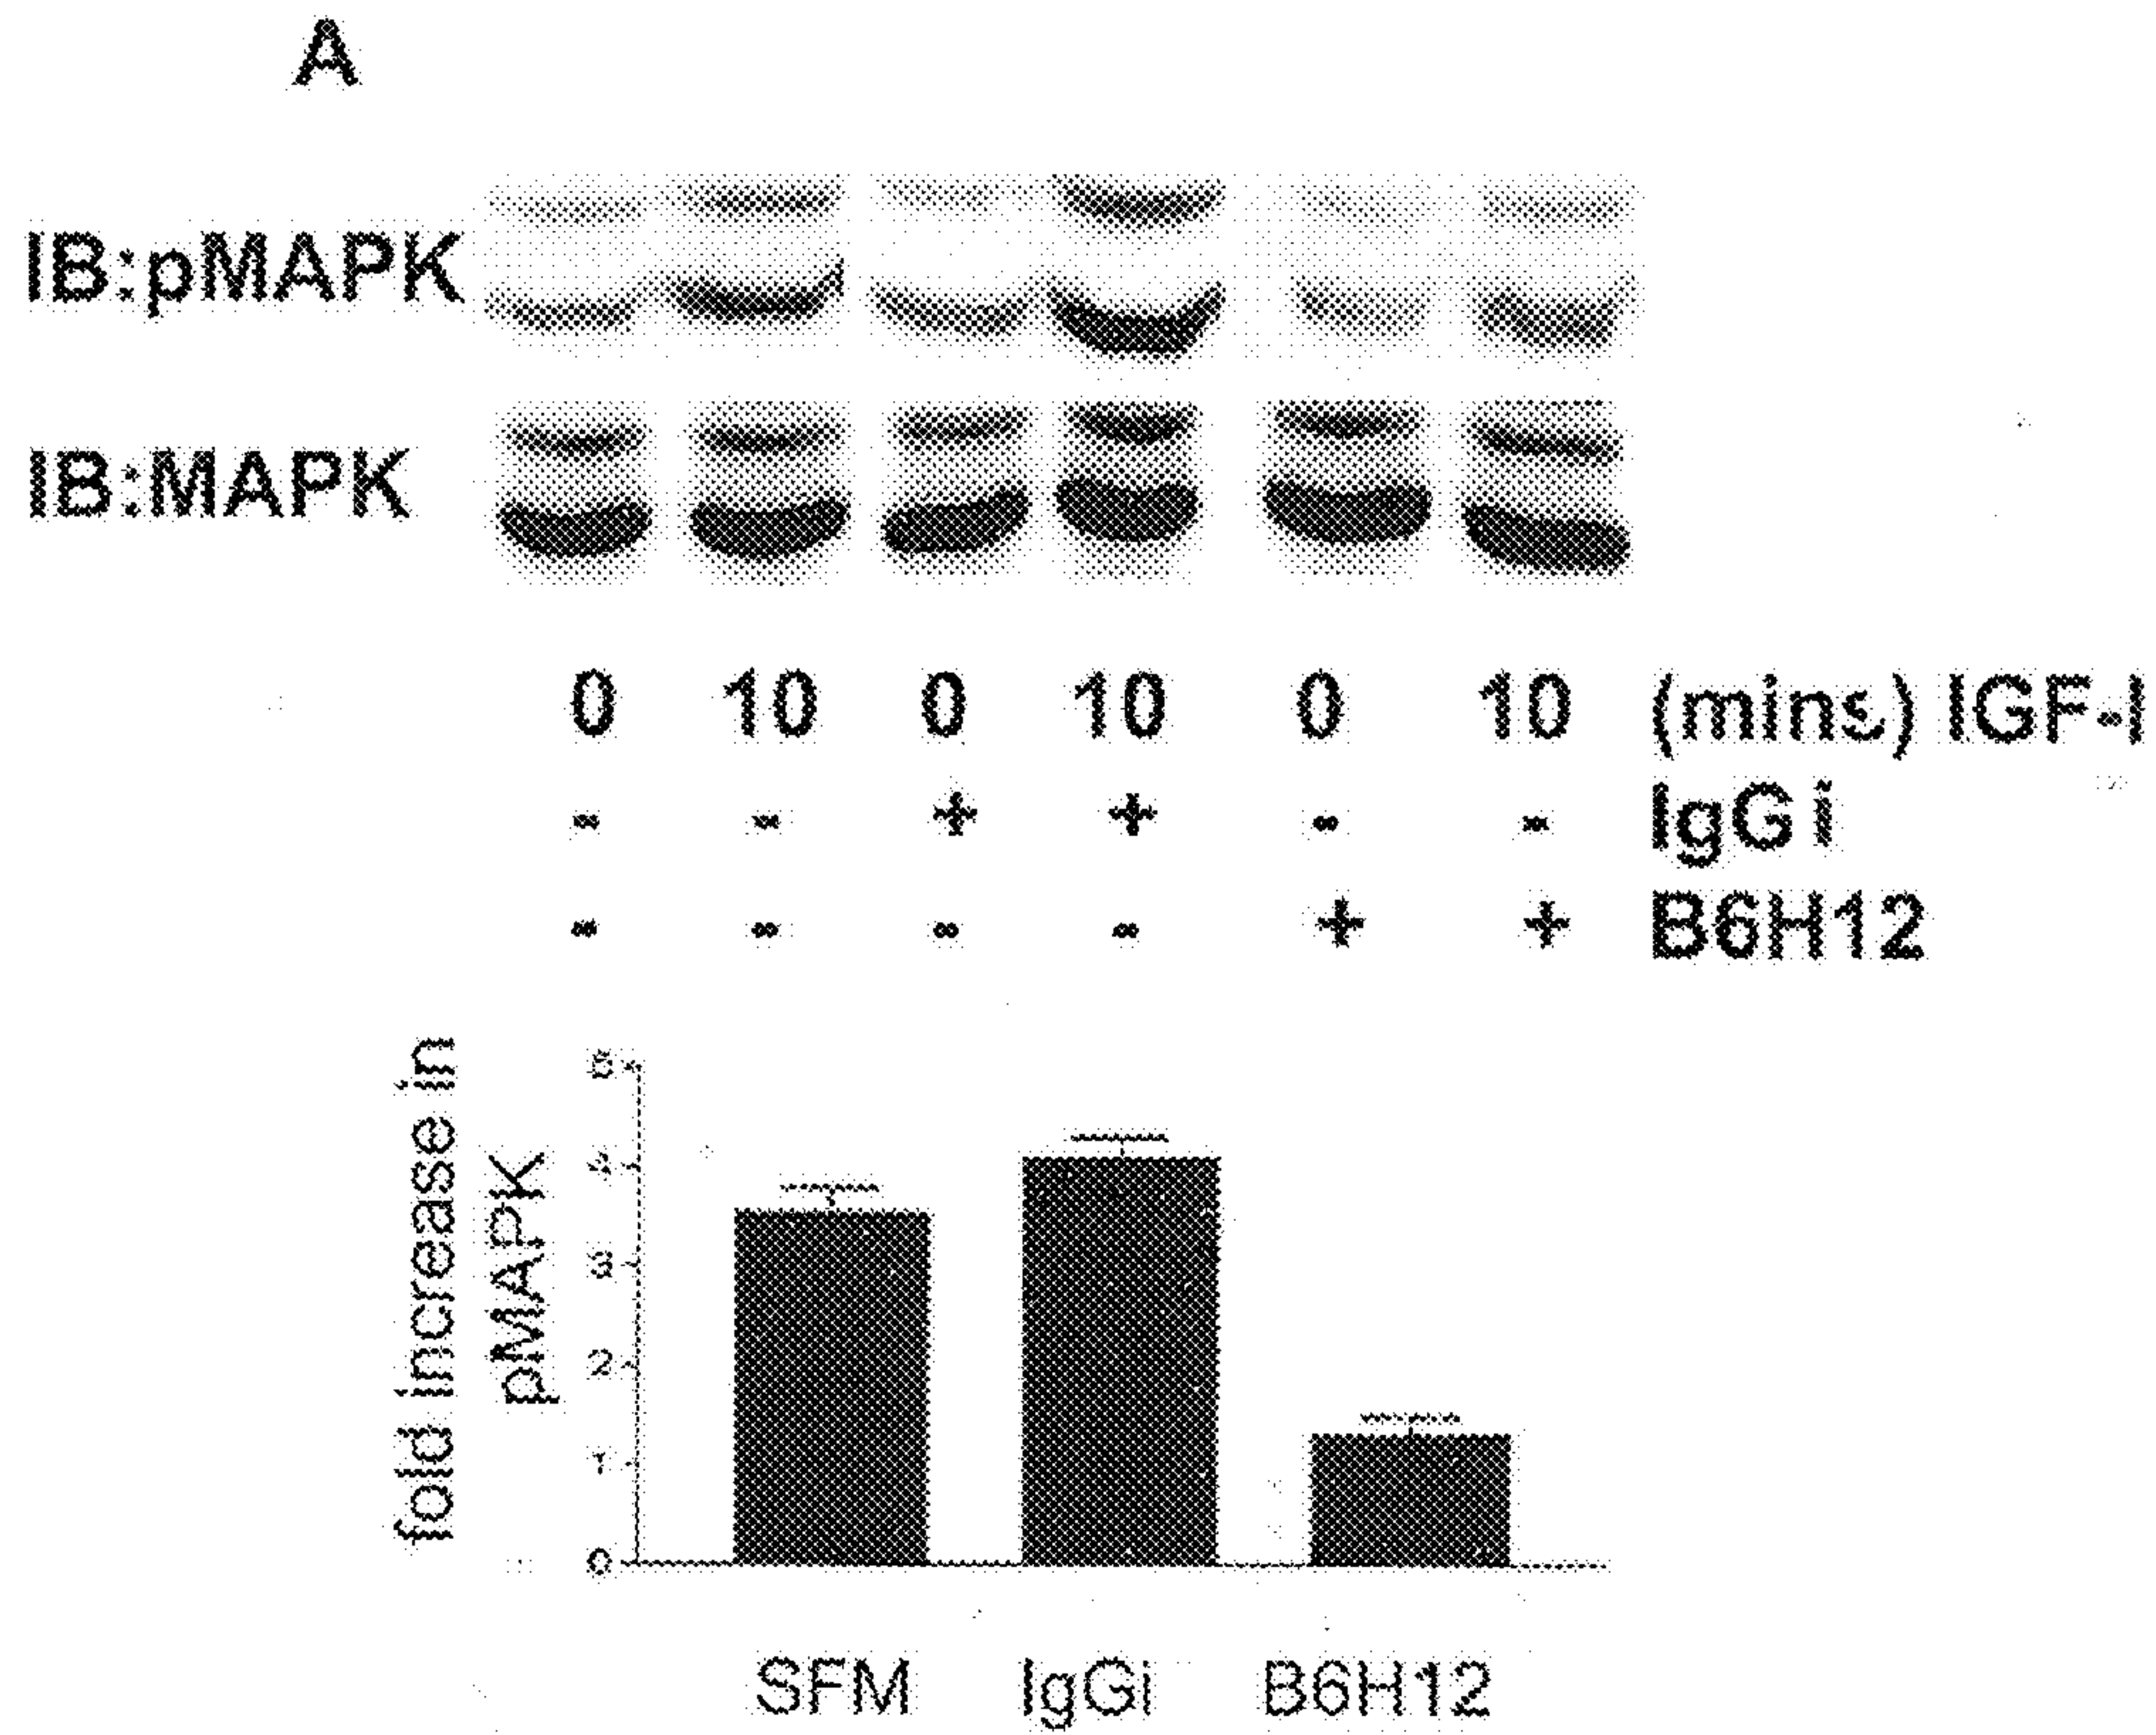 A
IB:pMAPK
IB:MAPK
0 10 0 10 0 10 (mins) IGF-I
- - + + - - IgG i
- - - - + + B6H12
fold increase in
pMAPK
5
4
3
2
1
0
SFM IgGi B6H12